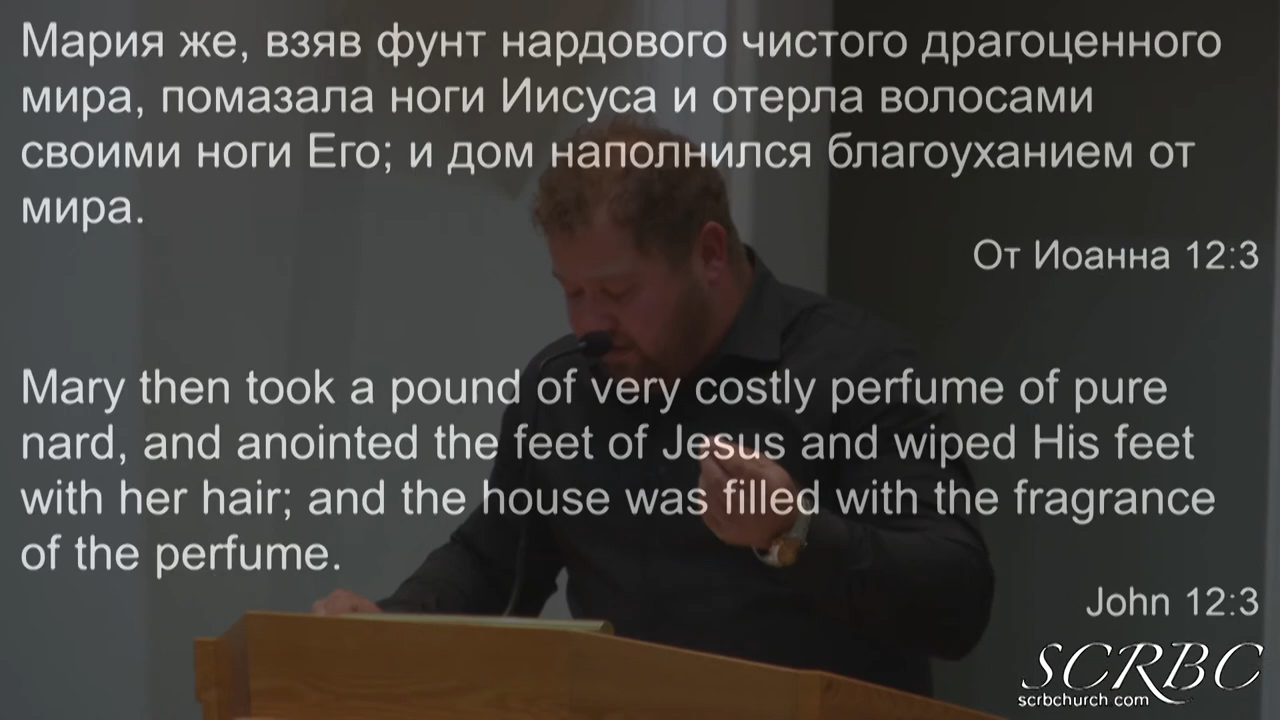 Мария же, взяв фунт нардового чистого драгоценного
мира, помазала ноги Иисуса и отерла волосами
своими ноги Его; и дом наполнился благоуханием от
мира.
От Иоанна 12:3
Mary then took a pound of very costly perfume of pure
nard, and anointed the feet of Jesus and wiped His feet
with her hair; and the house was filled with the fragrance
of the perfume.
John 12:3
SCRBC
scrbchurch.com